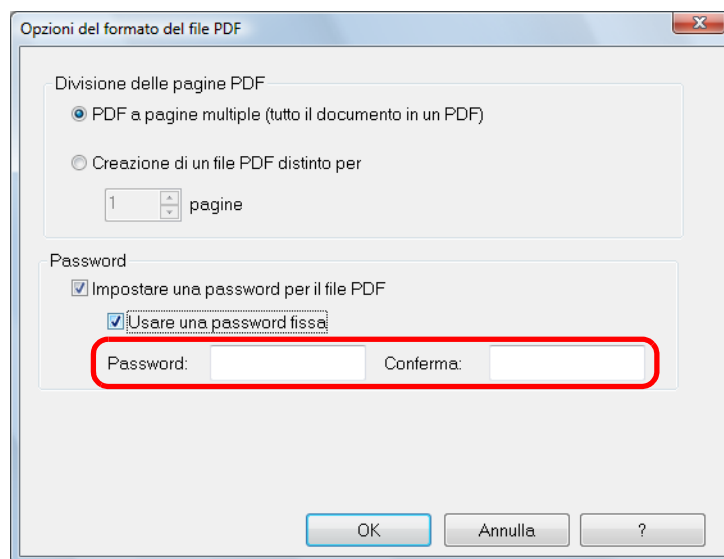 Opzioni del formato del file PDF
Divisione delle pagine PDF
PDF a pagine multiple (tutto il documento in un PDF)
Creazione di un file PDF distinto per
1 pagine
Password
Impostare una password per il file PDF
Usare una password fissa
Password: Conferma:
OK Annulla ?